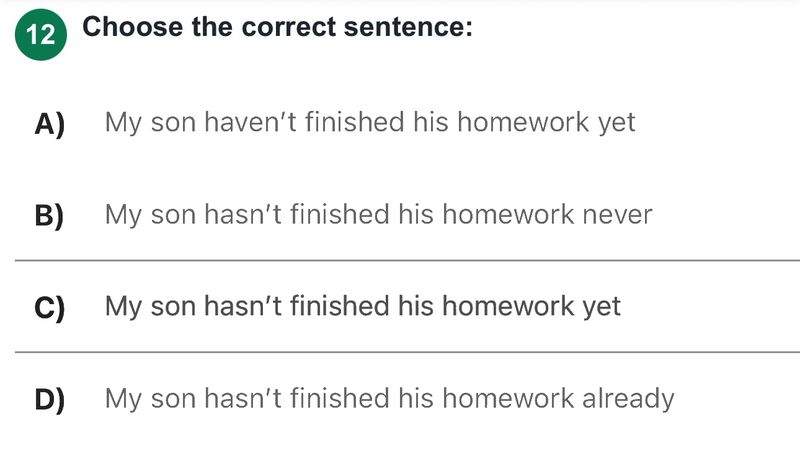 12 Choose the correct sentence:
A) My son haven't finished his homework yet
B) My son hasn't finished his homework never
C) My son hasn't finished his homework yet
D) My son hasn't finished his homework already